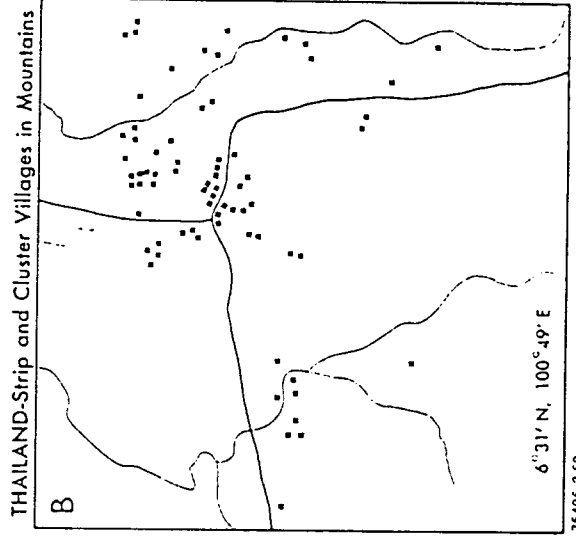 THAILAND-Strip and Cluster Villages in Mountains
B
6°31′ N, 100°49′ E